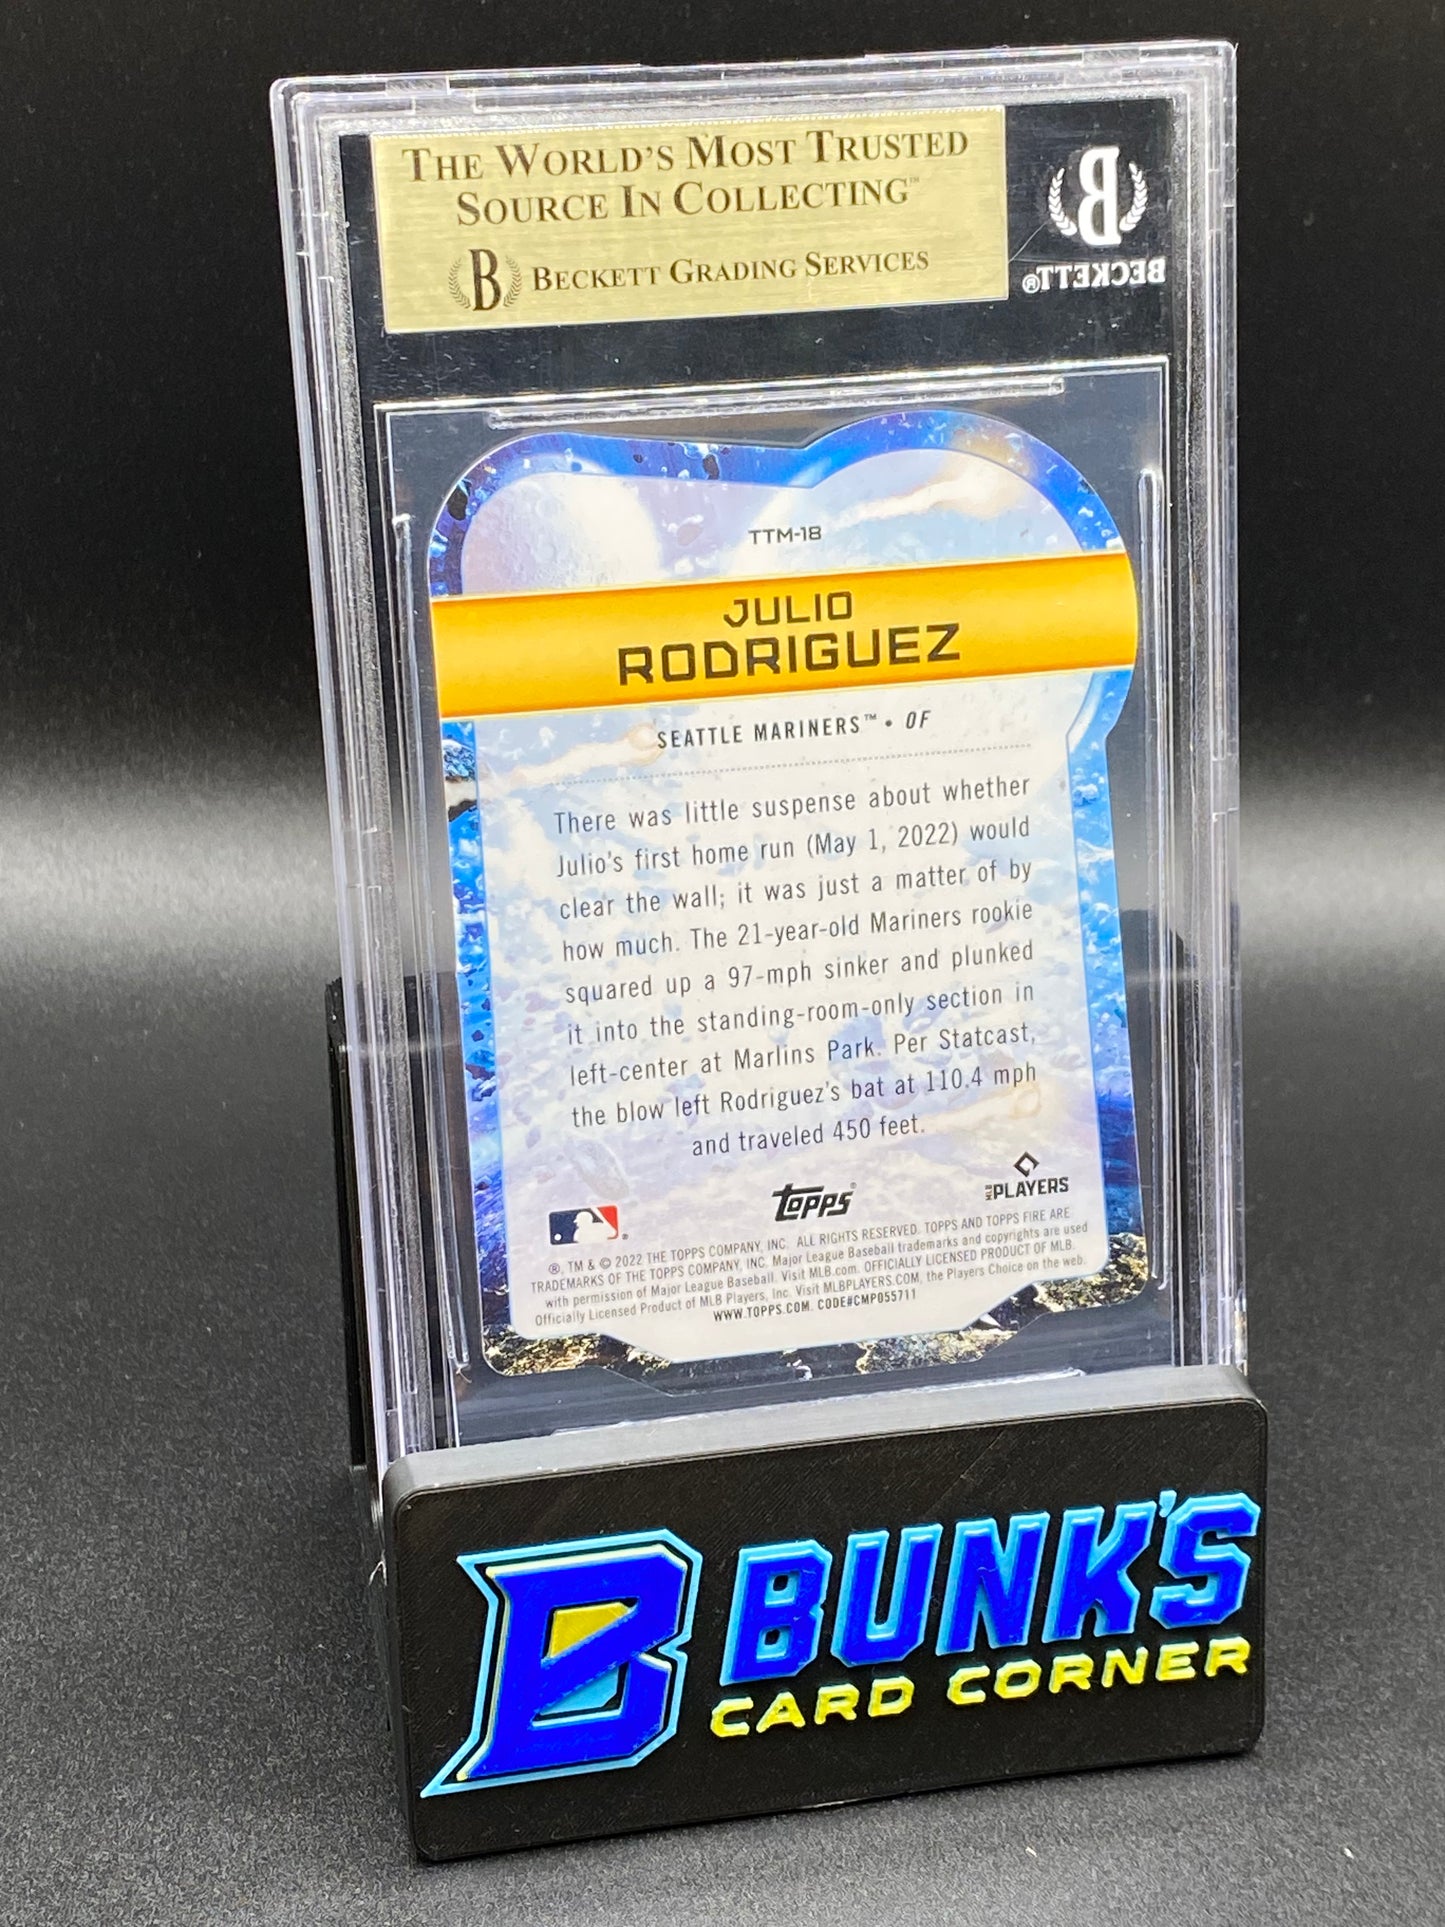 THE WORLD'S MOST TRUSTED
SOURCE IN COLLECTING™
B BECKETT GRADING SERVICES
B
BECKETT®
TTM-18
JULIO
RODRIGUEZ
SEATTLE MARINERS™ • OF
There was little suspense about whether
Julio's first home run (May 1, 2022) would
clear the wall; it was just a matter of by
how much. The 21-year-old Mariners rookie
squared up a 97-mph sinker and plunked
it into the standing-room-only section in
left-center at Marlins Park. Per Statcast,
the blow left Rodriguez's bat at 110.4 mph
and traveled 450 feet.
topps®
MLB PLAYERS
®, TM & © 2022 THE TOPPS COMPANY, INC. ALL RIGHTS RESERVED. TOPPS AND TOPPS FIRE ARE
TRADEMARKS OF THE TOPPS COMPANY, INC. Major League Baseball trademarks and copyrights are used
with permission of Major League Baseball. Visit MLB.com. OFFICIALLY LICENSED PRODUCT OF MLB
Officially Licensed Product of MLB Players, Inc. Visit MLBPLAYERS.COM, the Players Choice on the web.
WWW.TOPPS.COM. CODE#CMP055711
B BUNK'S
CARD CORNER